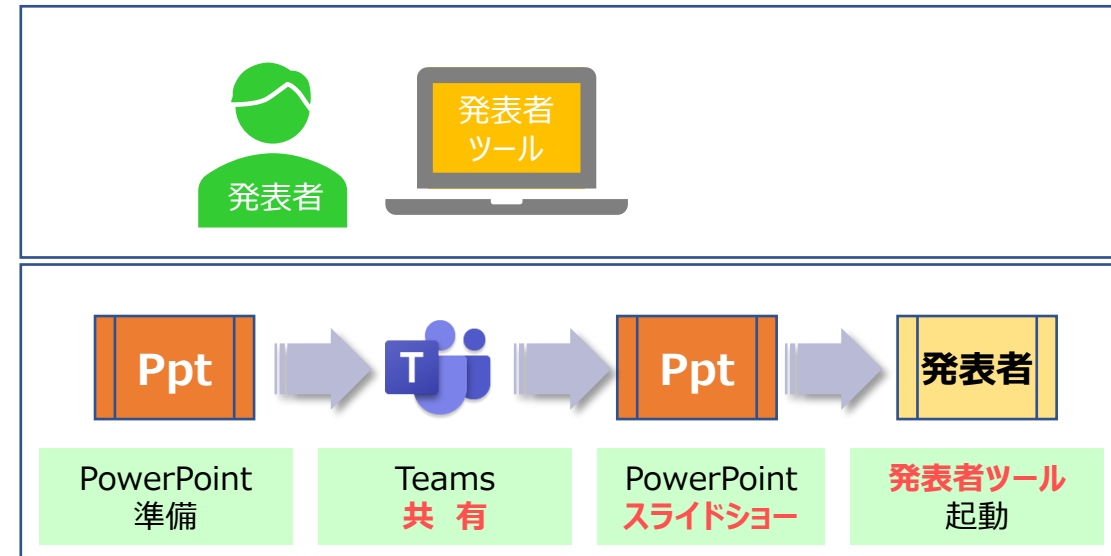 発表者
ツール
発表者
Ppt
T
Ppt
発表者
PowerPoint
準備
Teams
共 有
PowerPoint
スライドショー
発表者ツール
起動